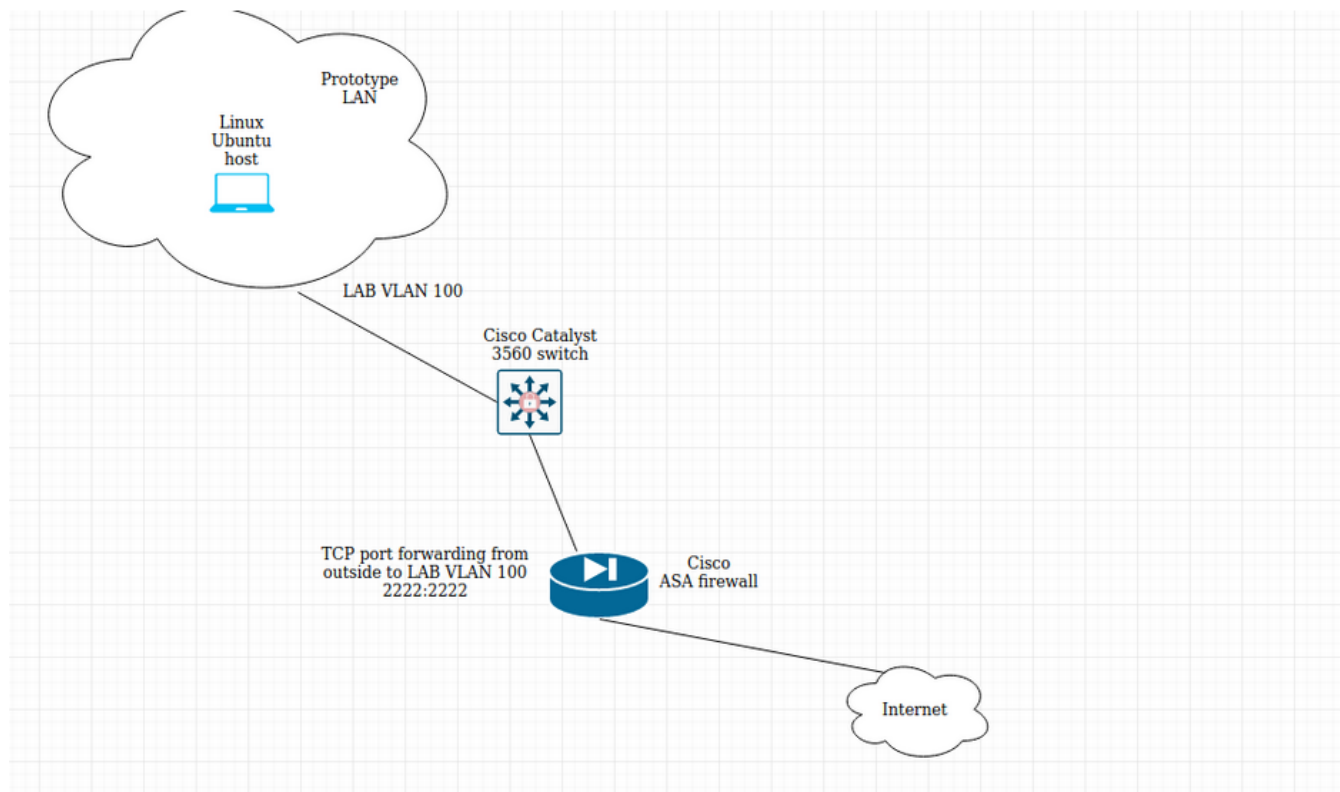 Prototype
LAN
Linux
Ubuntu
host
LAB VLAN 100
Cisco Catalyst
3560 switch
TCP port forwarding from
outside to LAB VLAN 100
2222:2222
Cisco
ASA firewall
Internet